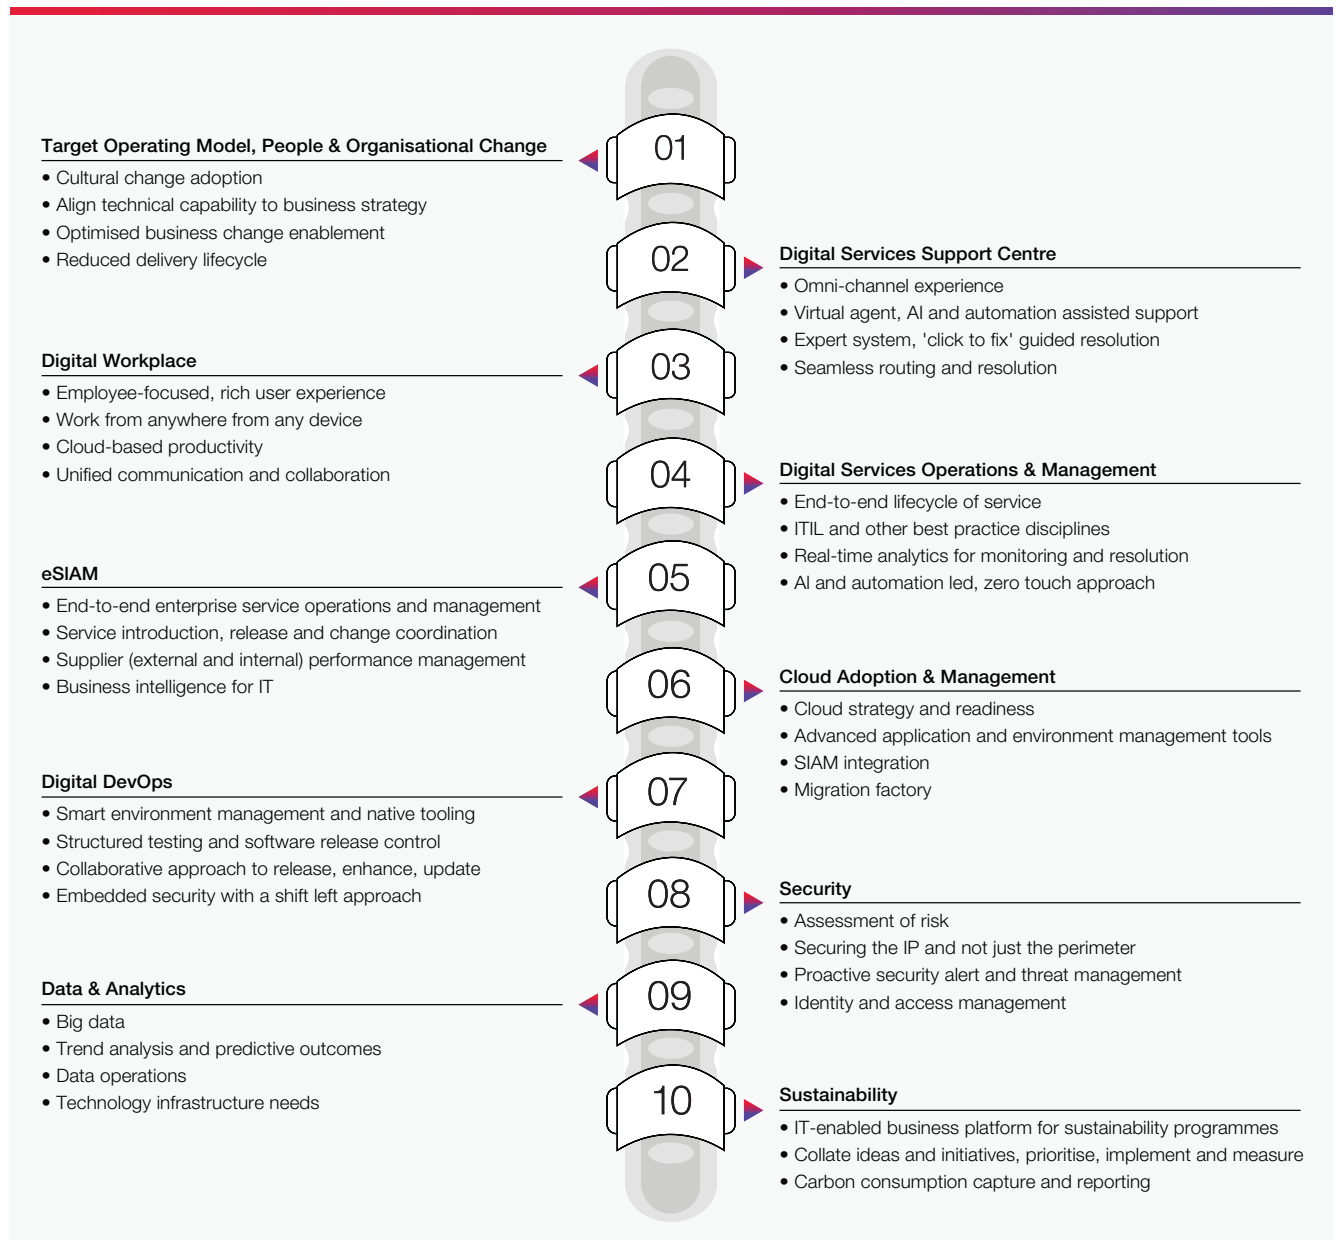 01
Target Operating Model, People & Organisational Change
• Cultural change adoption
• Align technical capability to business strategy
• Optimised business change enablement
• Reduced delivery lifecycle
02
Digital Services Support Centre
• Omni-channel experience
• Virtual agent, AI and automation assisted support
• Expert system, 'click to fix' guided resolution
• Seamless routing and resolution
03
Digital Workplace
• Employee-focused, rich user experience
• Work from anywhere from any device
• Cloud-based productivity
• Unified communication and collaboration
04
Digital Services Operations & Management
• End-to-end lifecycle of service
• ITIL and other best practice disciplines
• Real-time analytics for monitoring and resolution
• AI and automation led, zero touch approach
05
eSIAM
• End-to-end enterprise service operations and management
• Service introduction, release and change coordination
• Supplier (external and internal) performance management
• Business intelligence for IT
06
Cloud Adoption & Management
• Cloud strategy and readiness
• Advanced application and environment management tools
• SIAM integration
• Migration factory
07
Digital DevOps
• Smart environment management and native tooling
• Structured testing and software release control
• Collaborative approach to release, enhance, update
• Embedded security with a shift left approach
08
Security
• Assessment of risk
• Securing the IP and not just the perimeter
• Proactive security alert and threat management
• Identity and access management
09
Data & Analytics
• Big data
• Trend analysis and predictive outcomes
• Data operations
• Technology infrastructure needs
10
Sustainability
• IT-enabled business platform for sustainability programmes
• Collate ideas and initiatives, prioritise, implement and measure
• Carbon consumption capture and reporting